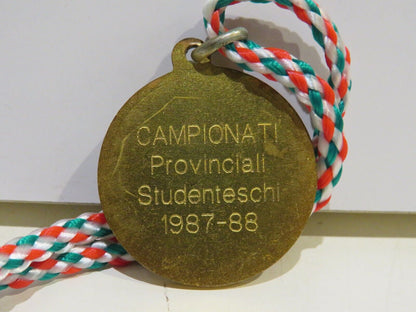 CAMPIONATI
Provinciali
Studenteschi
1987-88